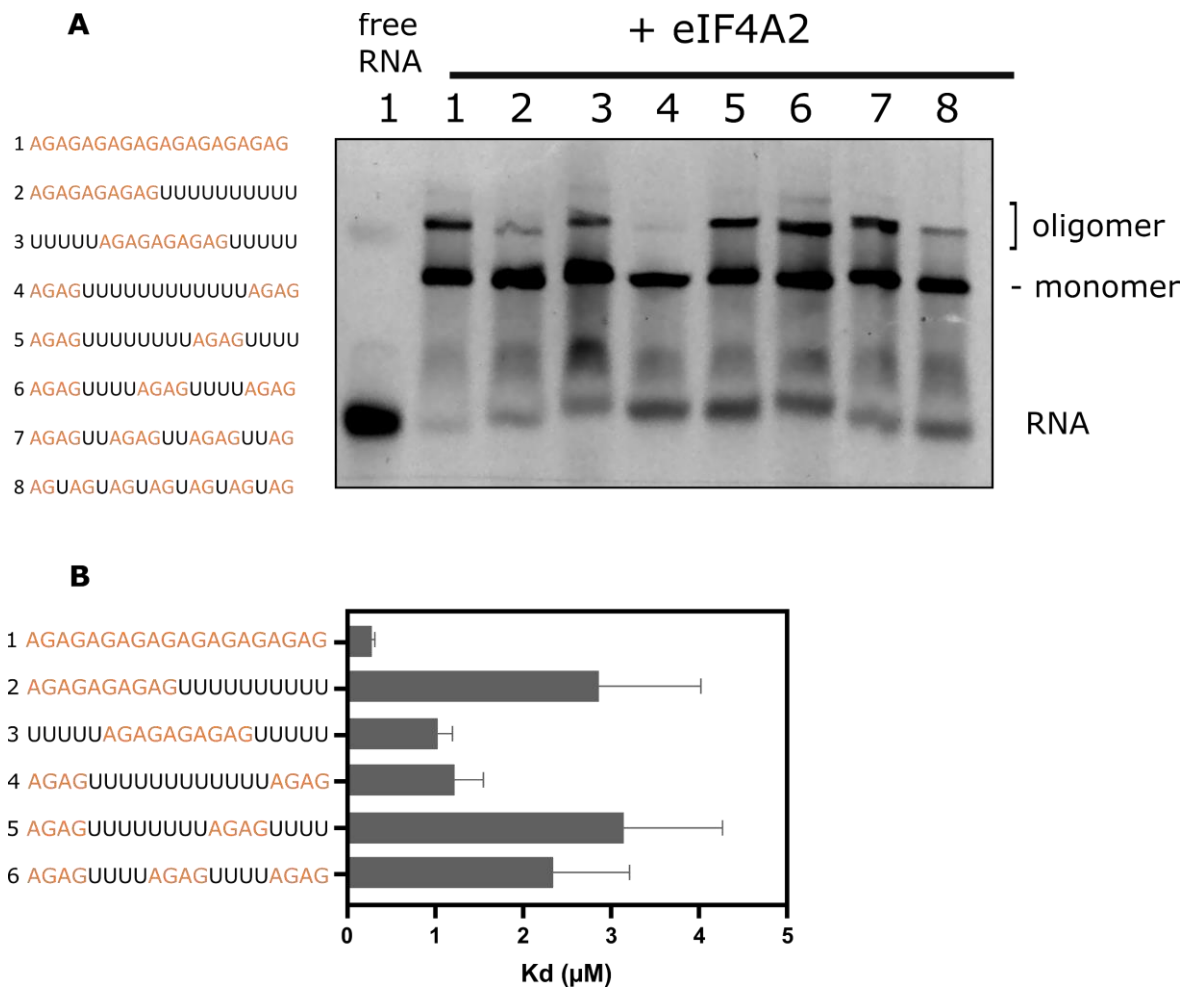 A
free
RNA
+ eIF4A2
1 1 2 3 4 5 6 7 8
1 AGAGAGAGAGAGAGAGAGAG
2 AGAGAGAGAGUUUUUUUUUU
3 UUUUUAGAGAGAGAGUUUUU
4 AGAGUUUUUUUUUUUUAGAG
5 AGAGUUUUUUUUAGAGUUUU
6 AGAGUUUUAGAGUUUUAGAG
7 AGAGUUAGAGUUAGAGUUAG
8 AGUAGUAGUAGUAGUAGUAG
oligomer
- monomer
RNA
B
1 AGAGAGAGAGAGAGAGAGAG
2 AGAGAGAGAGUUUUUUUUUU
3 UUUUUAGAGAGAGAGUUUUU
4 AGAGUUUUUUUUUUUUAGAG
5 AGAGUUUUUUUUAGAGUUUU
6 AGAGUUUUAGAGUUUUAGAG
0 1 2 3 4 5
Kd (µM)